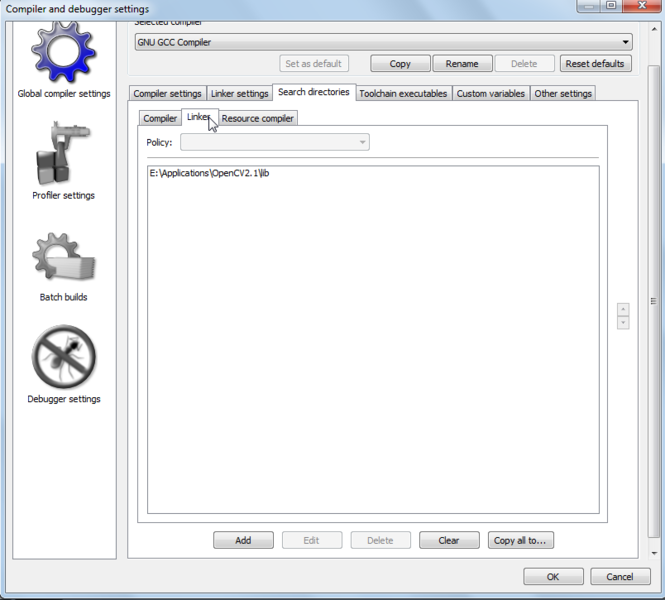 Compiler and debugger settings
Selected compiler
GNU GCC Compiler
Set as default Copy Rename Delete Reset defaults
Global compiler settings
Compiler settings Linker settings Search directories Toolchain executables Custom variables Other settings
Compiler Linker Resource compiler
Policy:
E:\Applications\OpenCV2.1\lib
Profiler settings
Batch builds
Debugger settings
Add Edit Delete Clear Copy all to...
OK Cancel